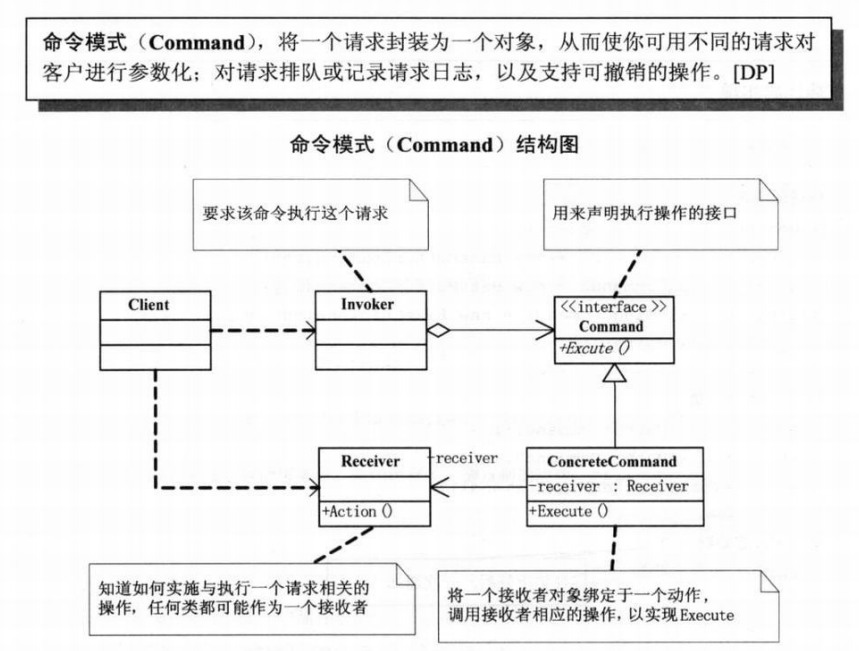 命令模式（Command），将一个请求封装为一个对象，从而使你可用不同的请求对
客户进行参数化；对请求排队或记录请求日志，以及支持可撤销的操作。[DP]
命令模式（Command）结构图
要求该命令执行这个请求
用来声明执行操作的接口
Client
Invoker
<<interface >>
Command
+Excute ()
Receiver
+Action ()
-receiver
ConcreteCommand
-receiver : Receiver
+Execute ()
知道如何实施与执行一个请求相关的
操作，任何类都可能作为一个接收者
将一个接收者对象绑定于一个动作，
调用接收者相应的操作，以实现Execute